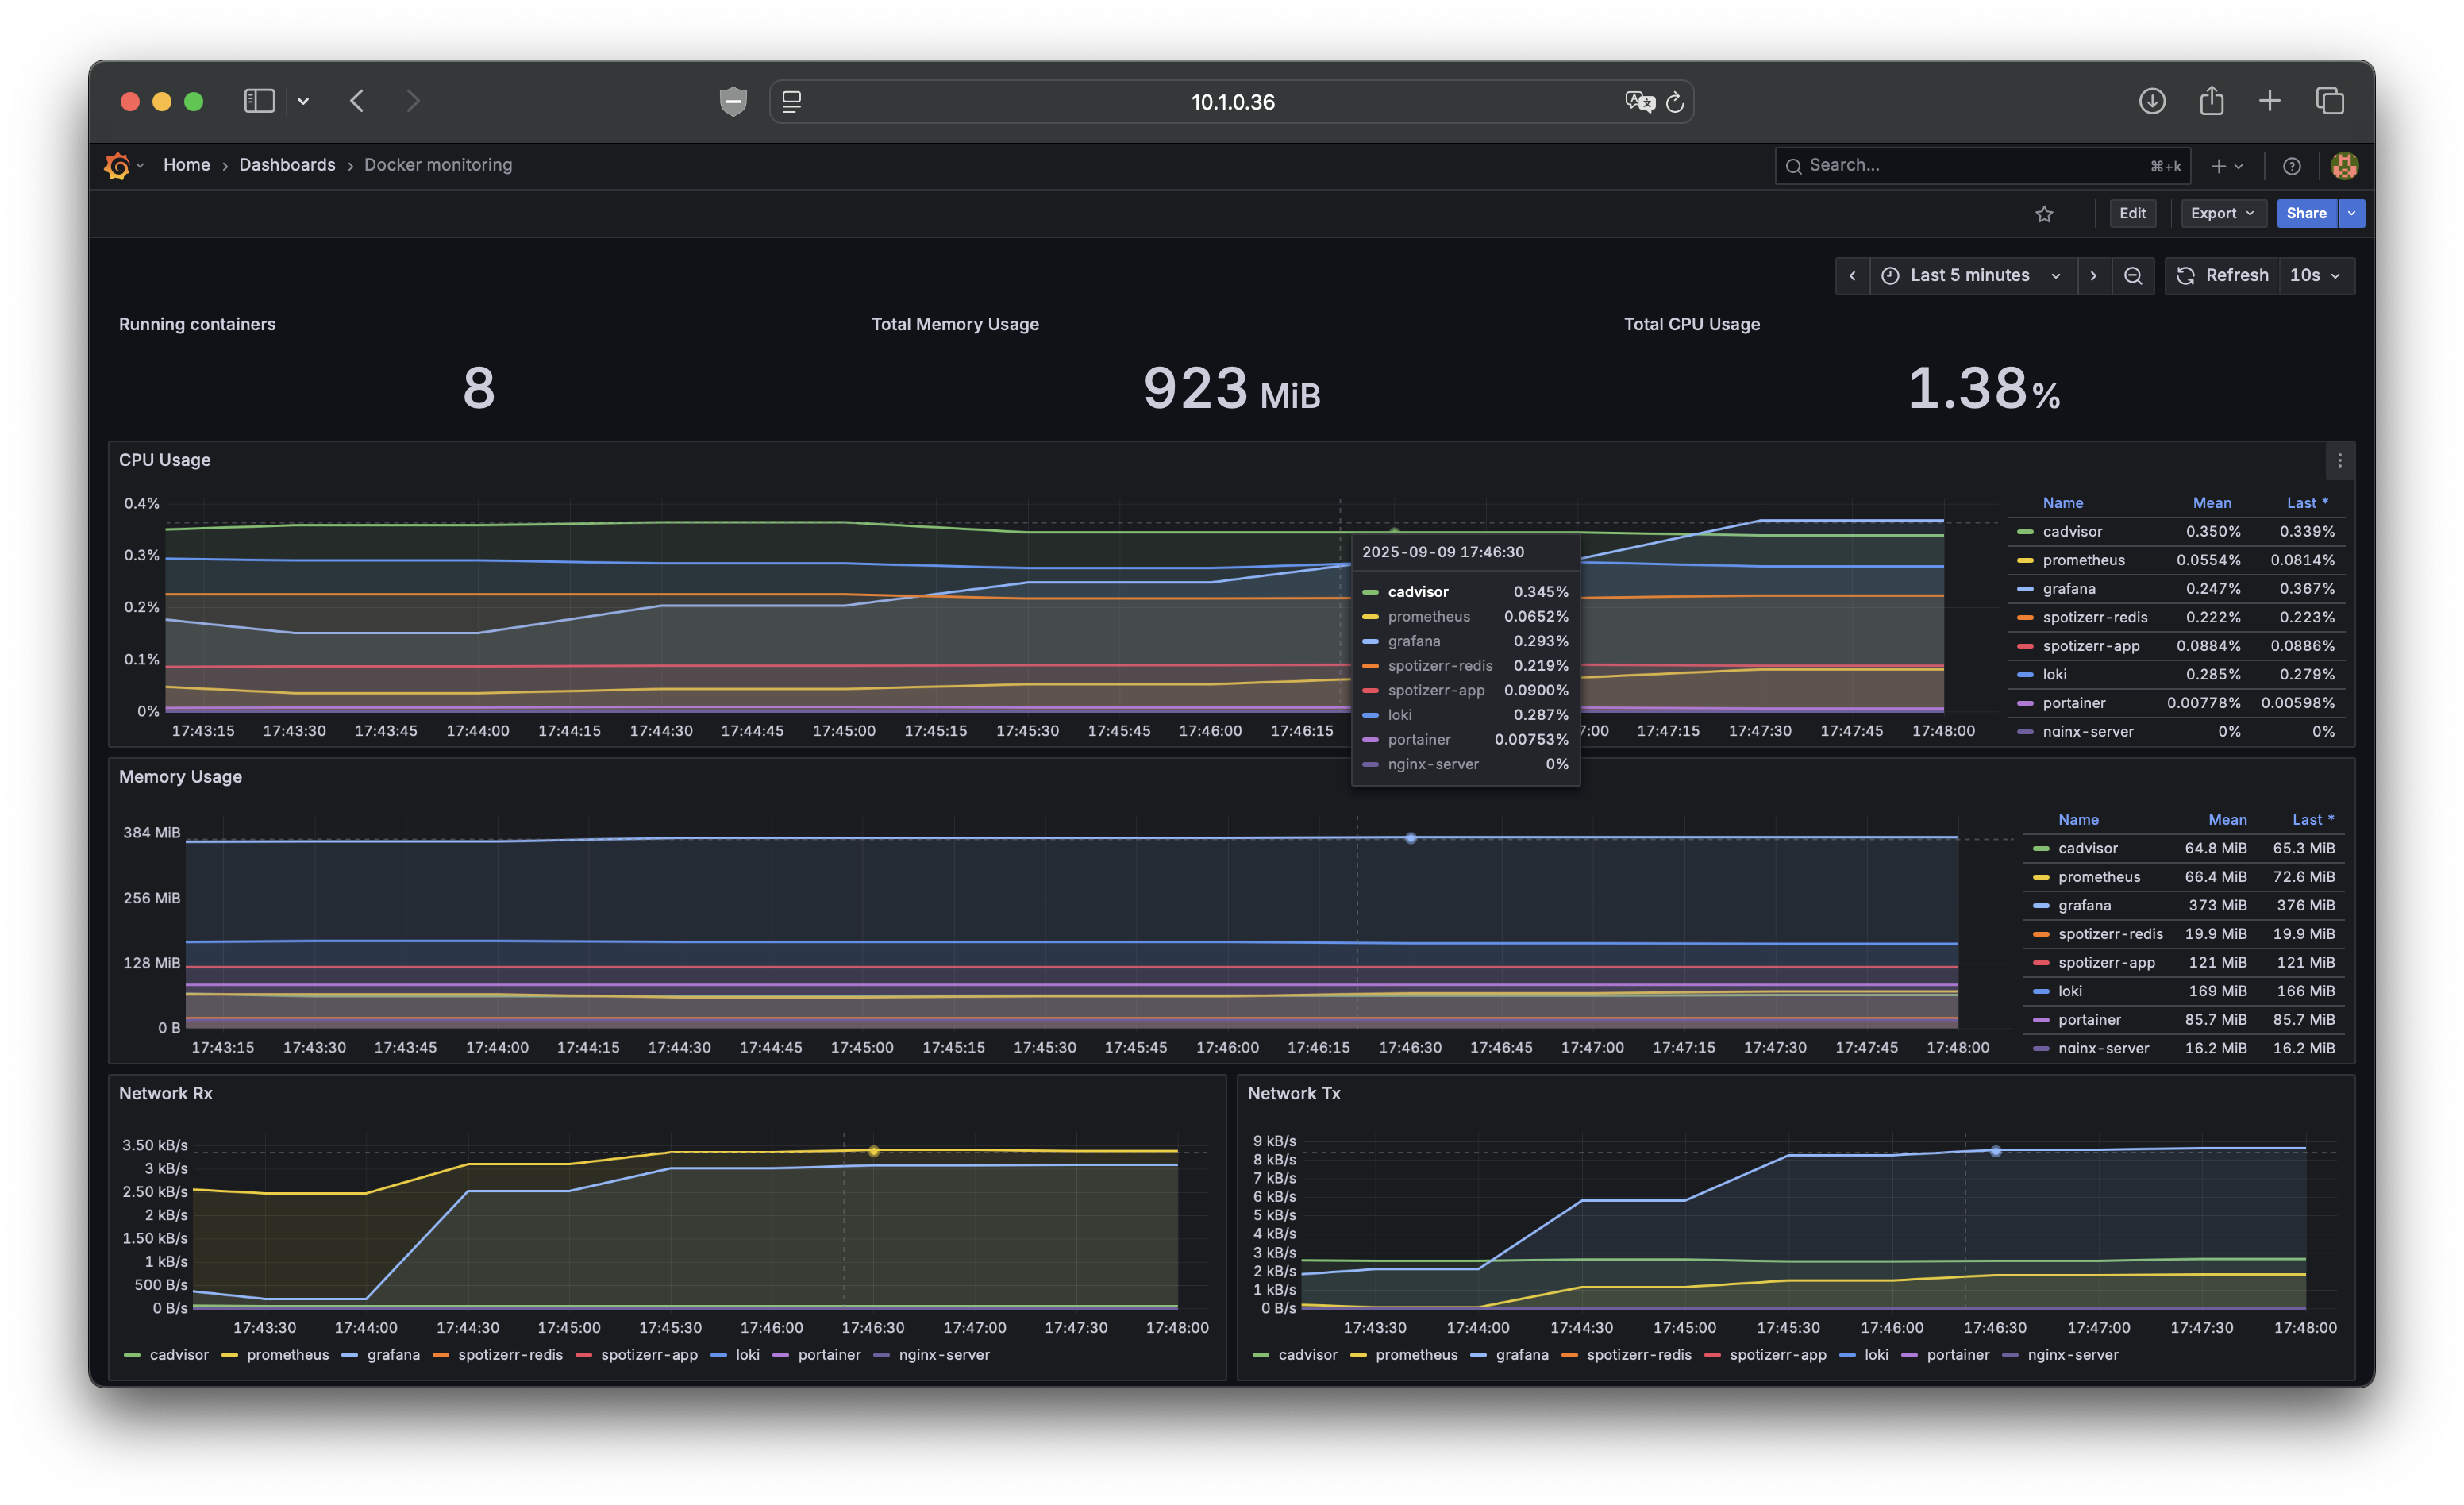 10.1.0.36
Home › Dashboards › Docker monitoring
Search... ⌘+k
Edit Export Share
Last 5 minutes Refresh 10s
Running containers
8
Total Memory Usage
923 MiB
Total CPU Usage
1.38%
CPU Usage
0.4%
0.3%
0.2%
0.1%
0%
17:43:15 17:43:30 17:43:45 17:44:00 17:44:15 17:44:30 17:44:45 17:45:00 17:45:15 17:45:30 17:45:45 17:46:00 17:46:15 7:00 17:47:15 17:47:30 17:47:45 17:48:00
Name Mean Last *
cadvisor 0.350% 0.339%
prometheus 0.0554% 0.0814%
grafana 0.247% 0.367%
spotizerr-redis 0.222% 0.223%
spotizerr-app 0.0884% 0.0886%
loki 0.285% 0.279%
portainer 0.00778% 0.00598%
nginx-server 0% 0%
2025-09-09 17:46:30
cadvisor 0.345%
prometheus 0.0652%
grafana 0.293%
spotizerr-redis 0.219%
spotizerr-app 0.0900%
loki 0.287%
portainer 0.00753%
nginx-server 0%
Memory Usage
384 MiB
256 MiB
128 MiB
0 B
17:43:15 17:43:30 17:43:45 17:44:00 17:44:15 17:44:30 17:44:45 17:45:00 17:45:15 17:45:30 17:45:45 17:46:00 17:46:15 17:46:30 17:46:45 17:47:00 17:47:15 17:47:30 17:47:45 17:48:00
Name Mean Last *
cadvisor 64.8 MiB 65.3 MiB
prometheus 66.4 MiB 72.6 MiB
grafana 373 MiB 376 MiB
spotizerr-redis 19.9 MiB 19.9 MiB
spotizerr-app 121 MiB 121 MiB
loki 169 MiB 166 MiB
portainer 85.7 MiB 85.7 MiB
nginx-server 16.2 MiB 16.2 MiB
Network Rx
3.50 kB/s
3 kB/s
2.50 kB/s
2 kB/s
1.50 kB/s
1 kB/s
500 B/s
0 B/s
17:43:30 17:44:00 17:44:30 17:45:00 17:45:30 17:46:00 17:46:30 17:47:00 17:47:30 17:48:00
cadvisor prometheus grafana spotizerr-redis spotizerr-app loki portainer nginx-server
Network Tx
9 kB/s
8 kB/s
7 kB/s
6 kB/s
5 kB/s
4 kB/s
3 kB/s
2 kB/s
1 kB/s
0 B/s
17:43:30 17:44:00 17:44:30 17:45:00 17:45:30 17:46:00 17:46:30 17:47:00 17:47:30 17:48:00
cadvisor prometheus grafana spotizerr-redis spotizerr-app loki portainer nginx-server